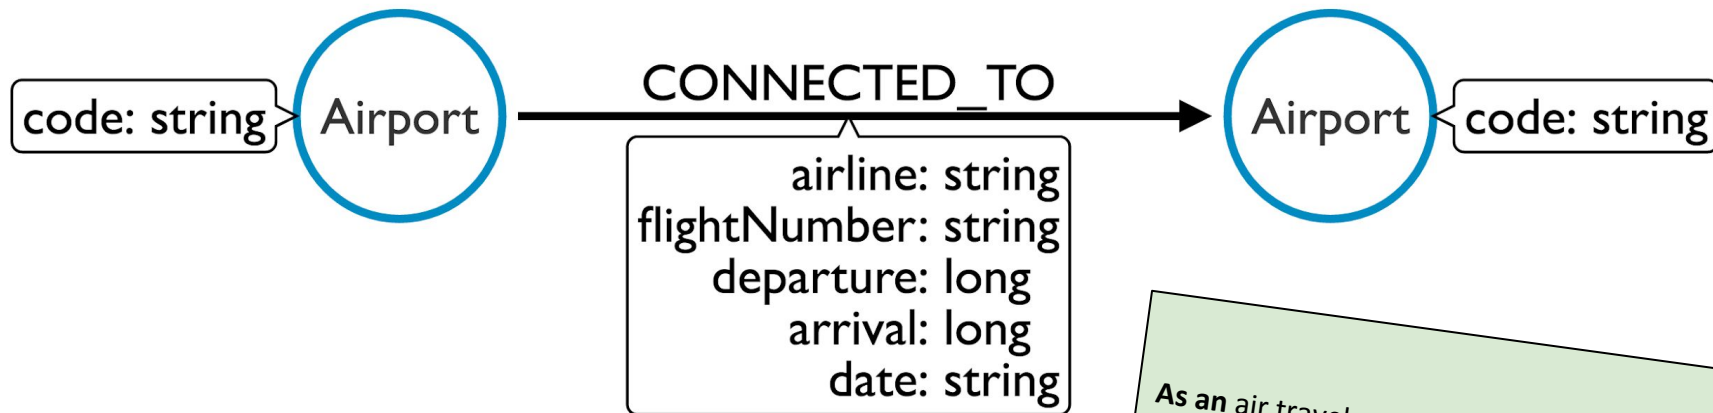 code: string
Airport
CONNECTED_TO
Airport
code: string
airline: string
flightNumber: string
departure: long
arrival: long
date: string
As an air